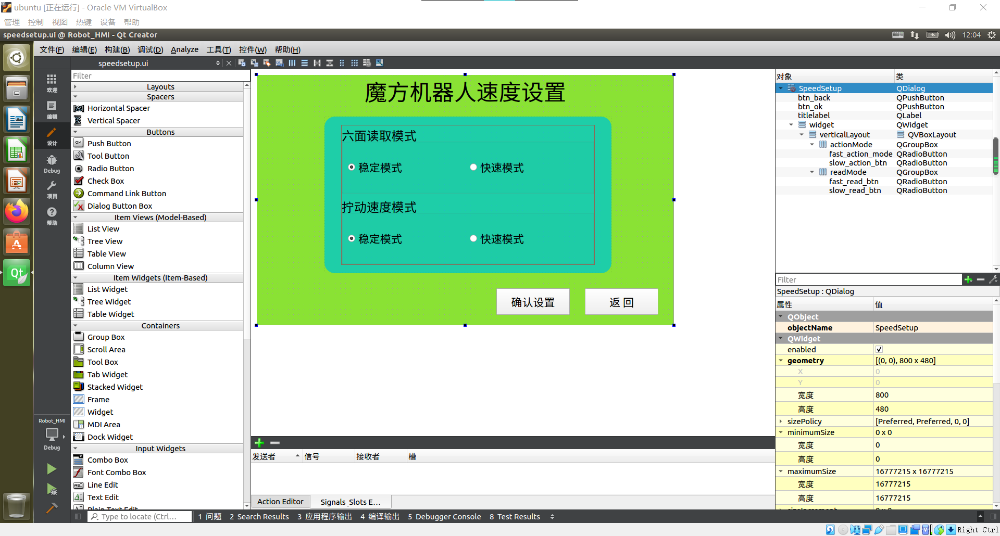 ubuntu [正在运行] - Oracle VM VirtualBox
管理 控制 视图 热键 设备 帮助
speedsetup.ui @ Robot_HMI - Qt Creator
12:04
文件(F) 编辑(E) 构建(B) 调试(D) Analyze 工具(T) 控件(W) 帮助(H)
speedsetup.ui
欢迎
编辑
设计
Debug
项目
帮助
Robot_HMI
Debug
Qt
Filter
Layouts
Spacers
Horizontal Spacer
Vertical Spacer
Buttons
OK Push Button
Tool Button
Radio Button
Check Box
Command Link Button
Dialog Button Box
Item Views (Model-Based)
List View
Tree View
Table View
Column View
Item Widgets (Item-Based)
List Widget
Tree Widget
Table Widget
Containers
Group Box
Scroll Area
Tool Box
Tab Widget
Stacked Widget
Frame
Widget
MDI Area
Dock Widget
Input Widgets
Combo Box
Font Combo Box
Line Edit
Text Edit
Plain Text Edit
魔方机器人速度设置
六面读取模式
稳定模式 快速模式
拧动速度模式
稳定模式 快速模式
确认设置 返 回
发送者 信号 接收者 槽
Action Editor Signals _Slots E...
对象 类
SpeedSetup QDialog
btn_back QPushButton
btn_ok QPushButton
titlelabel QLabel
widget QWidget
verticalLayout QVBoxLayout
actionMode QGroupBox
fast_action_mode QRadioButton
slow_action_btn QRadioButton
readMode QGroupBox
fast_read_btn QRadioButton
slow_read_btn QRadioButton
Filter
SpeedSetup : QDialog
属性 值
QObject
objectName SpeedSetup
QWidget
enabled
geometry [(0, 0), 800 x 480]
X 0
Y 0
宽度 800
高度 480
sizePolicy [Preferred, Preferred, 0, 0]
minimumSize 0 x 0
宽度 0
高度 0
maximumSize 16777215 x 16777215
宽度 16777215
高度 16777215
sizeIncrement 0 x 0
Type to locate (Ctrl... 1 问题 2 Search Results 3 应用程序输出 4 编译输出 5 Debugger Console 8 Test Results
Right Ctrl